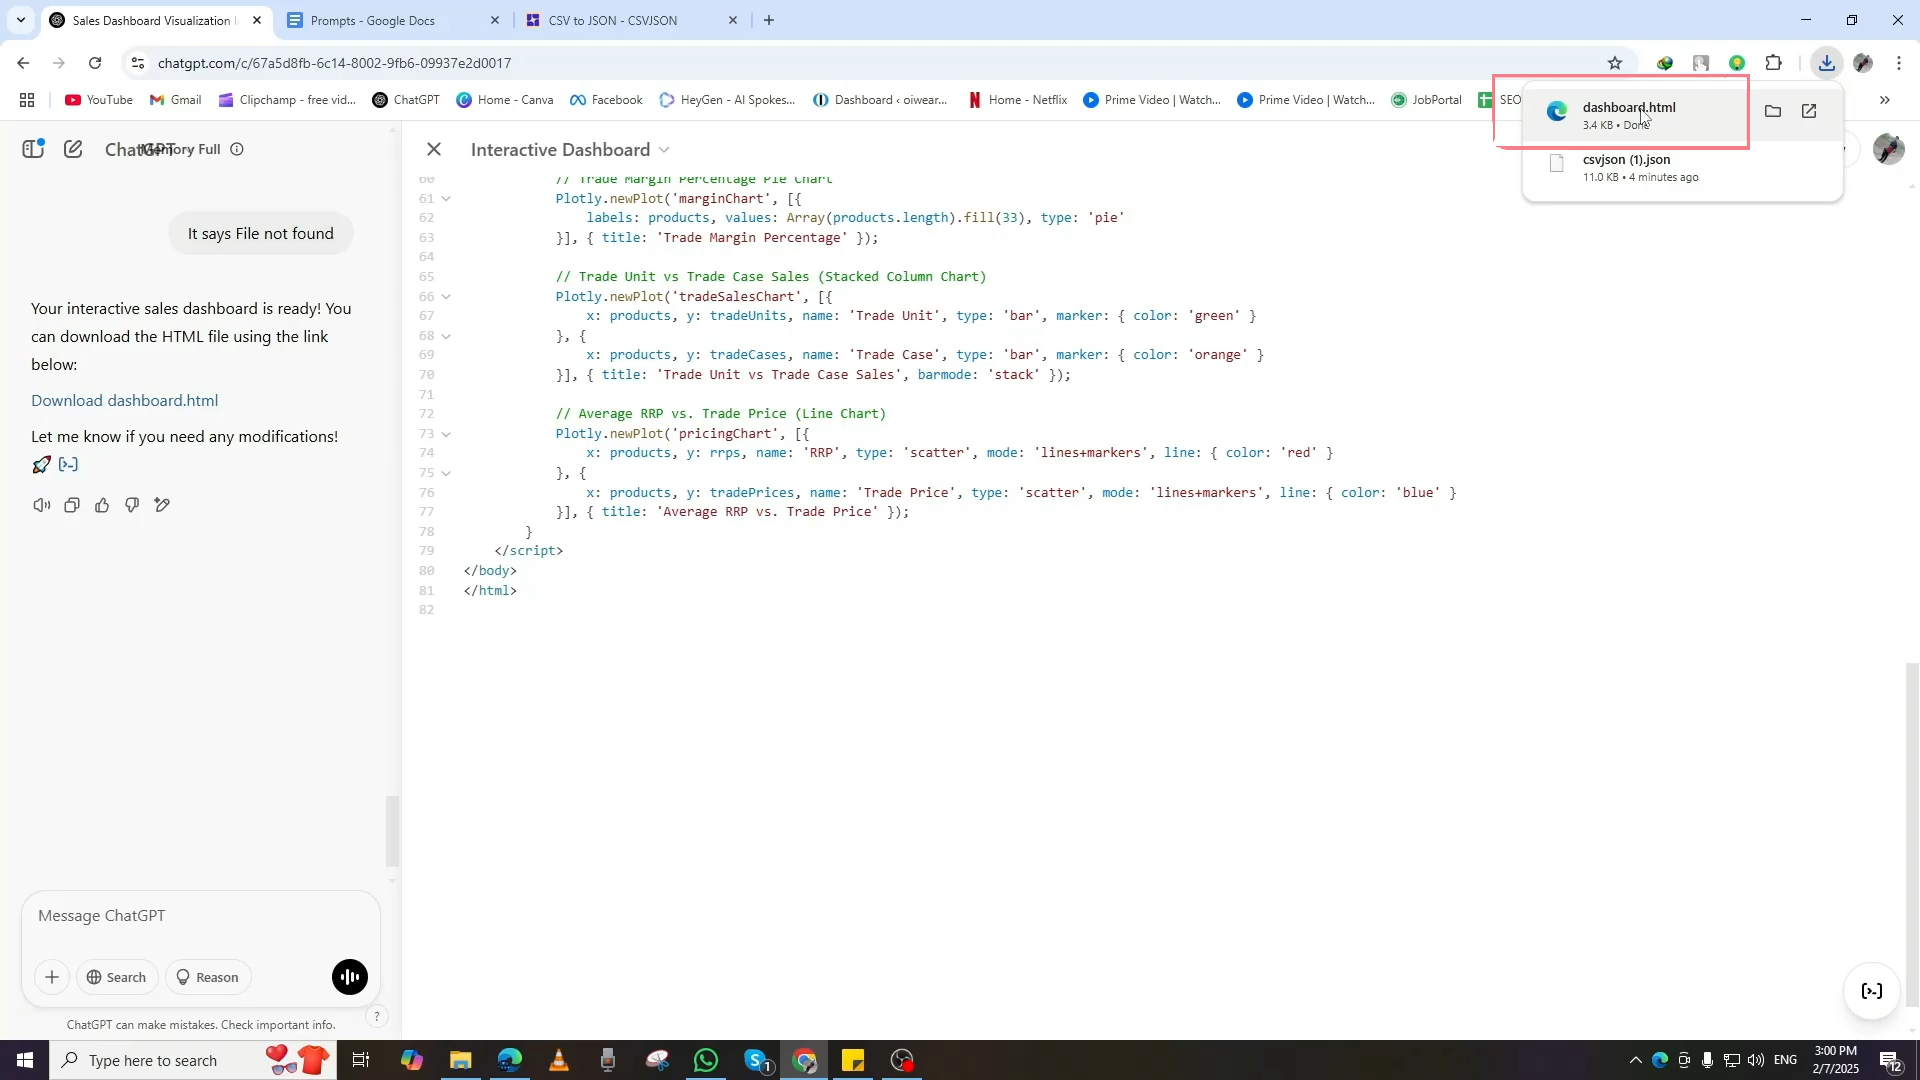 Sales Dashboard Visualization
Prompts - Google Docs
CSV to JSON - CSVJSON
chatgpt.com/c/67a5d8fb-6c14-8002-9fb6-09937e2d0017
YouTube
Gmail
Clipchamp - free vid...
ChatGPT
Home - Canva
Facebook
HeyGen - AI Spokes...
Dashboard ‹ oiwear...
Home - Netflix
Prime Video | Watch...
Prime Video | Watch...
JobPortal
SEO
dashboard.html
3.4 KB • Done
csvjson (1).json
11.0 KB • 4 minutes ago
ChatGPT
Memory Full
Interactive Dashboard
It says File not found
Your interactive sales dashboard is ready! You
can download the HTML file using the link
below:
Download dashboard.html
Let me know if you need any modifications!
60 // Trade Margin Percentage Pie Chart
61 Plotly.newPlot('marginChart', [{
62 labels: products, values: Array(products.length).fill(33), type: 'pie'
63 }], { title: 'Trade Margin Percentage' });
64
65 // Trade Unit vs Trade Case Sales (Stacked Column Chart)
66 Plotly.newPlot('tradeSalesChart', [{
67 x: products, y: tradeUnits, name: 'Trade Unit', type: 'bar', marker: { color: 'green' }
68 }, {
69 x: products, y: tradeCases, name: 'Trade Case', type: 'bar', marker: { color: 'orange' }
70 }], { title: 'Trade Unit vs Trade Case Sales', barmode: 'stack' });
71
72 // Average RRP vs. Trade Price (Line Chart)
73 Plotly.newPlot('pricingChart', [{
74 x: products, y: rrps, name: 'RRP', type: 'scatter', mode: 'lines+markers', line: { color: 'red' }
75 }, {
76 x: products, y: tradePrices, name: 'Trade Price', type: 'scatter', mode: 'lines+markers', line: { color: 'blue' }
77 }], { title: 'Average RRP vs. Trade Price' });
78 }
79 </script>
80 </body>
81 </html>
82
Message ChatGPT
Search
Reason
ChatGPT can make mistakes. Check important info.
?
Type here to search
1
ENG
3:00 PM
2/7/2025
12